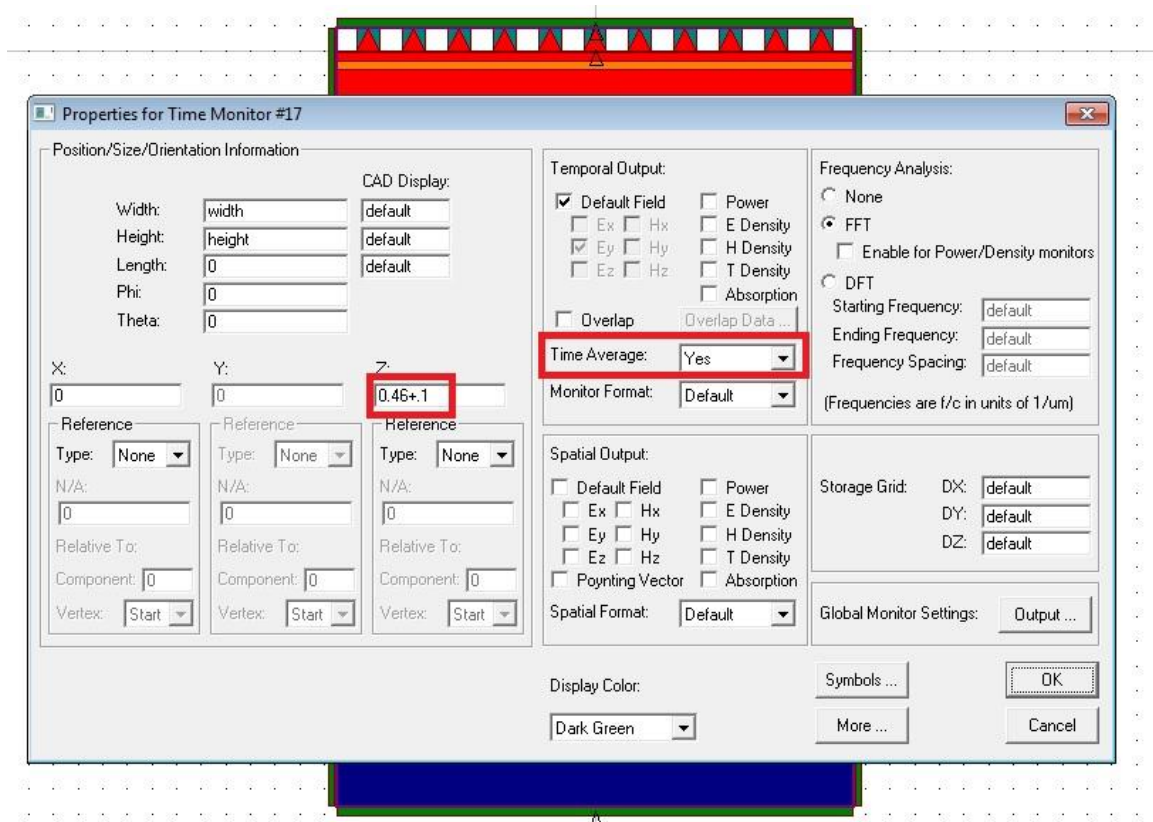 Properties for Time Monitor #17
Position/Size/Orientation Information
CAD Display:
Width: width default
Height: height default
Length: 0 default
Phi: 0
Theta: 0
X: Y: Z:
0 0 0.46+.1
Reference Reference Reference
Type: None Type: None Type: None
N/A: N/A: N/A:
0 0 0
Relative To: Relative To: Relative To:
Component: 0 Component: 0 Component: 0
Vertex: Start Vertex: Start Vertex: Start
Temporal Output:
Default Field Power
Ex Hx E Density
Ey Hy H Density
Ez Hz T Density
Absorption
Overlap Overlap Data ...
Time Average: Yes
Monitor Format: Default
Spatial Output:
Default Field Power
Ex Hx E Density
Ey Hy H Density
Ez Hz T Density
Poynting Vector Absorption
Spatial Format: Default
Display Color:
Dark Green
Frequency Analysis:
None
FFT
Enable for Power/Density monitors
DFT
Starting Frequency: default
Ending Frequency: default
Frequency Spacing: default
(Frequencies are f/c in units of 1/um)
Storage Grid: DX: default
DY: default
DZ: default
Global Monitor Settings: Output ...
Symbols ... OK
More ... Cancel